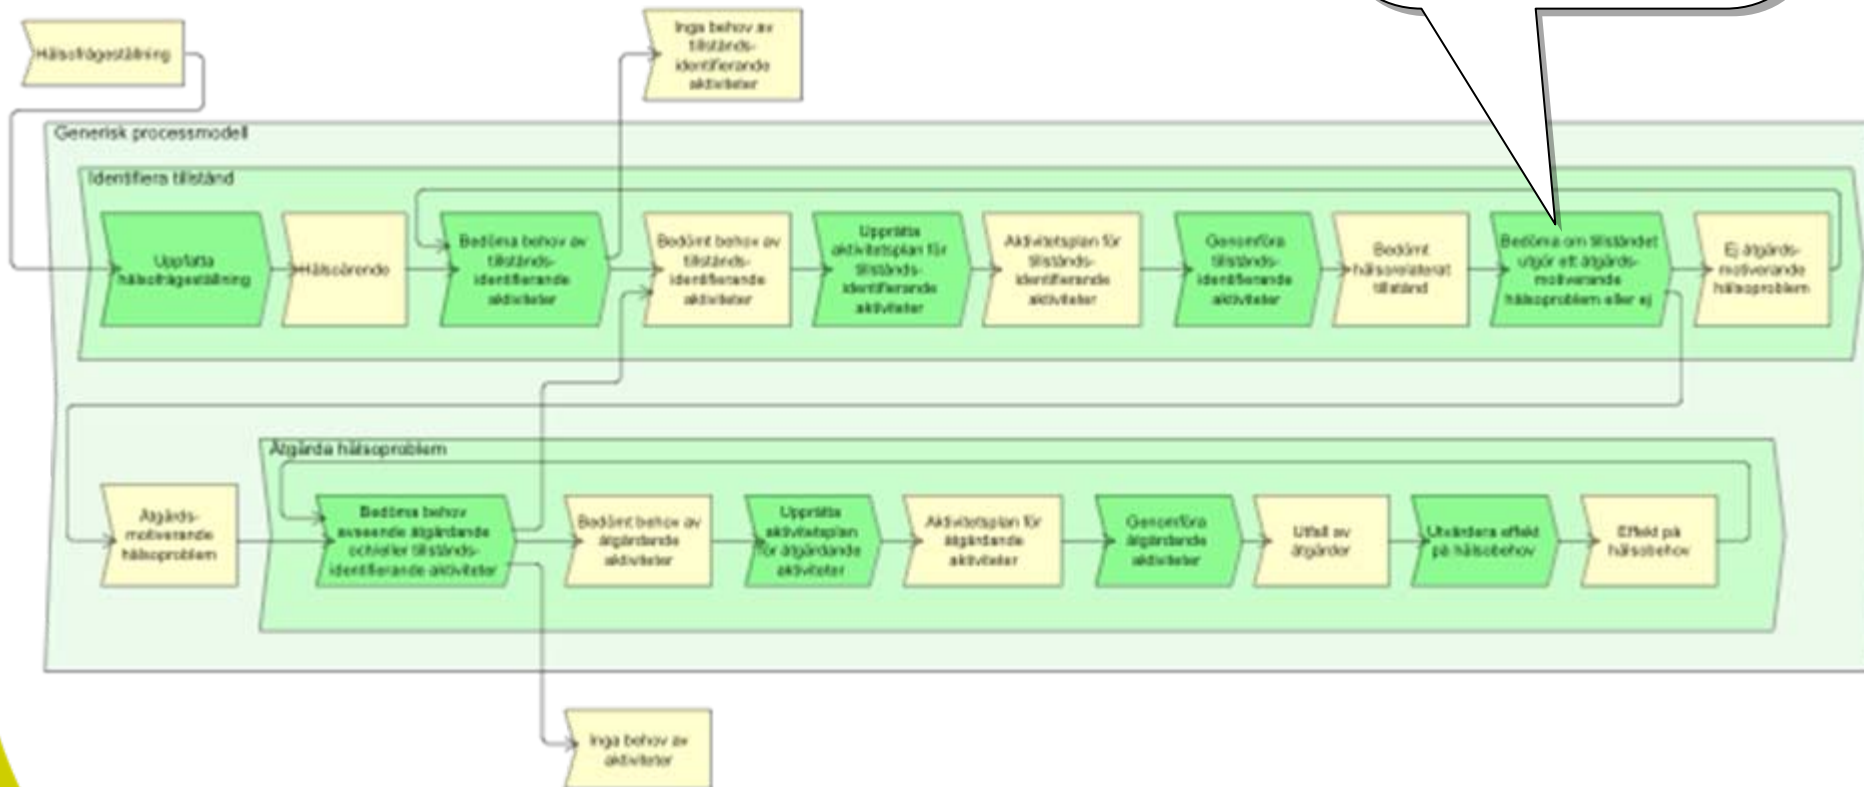 Hälsofrågeställning
Inga behov av
tillstånds-
identifierande
aktiviteter
Generisk processmodell
Identifiera tillstånd
Uppfatta
hälsofrågeställning
Hälsoärende
Bedöma behov av
tillstånds-
identifierande
aktiviteter
Bedömt behov av
tillstånds-
identifierande
aktiviteter
Upprätta
aktivitetsplan för
tillstånds-
identifierande
aktiviteter
Aktivitetsplan för
tillstånds-
identifierande
aktiviteter
Genomföra
tillstånds-
identifierande
aktiviteter
Bedömt
hälsorelaterat
tillstånd
Bedöma om tillståndet
utgör ett åtgärds-
motiverande
hälsoproblem eller ej
Ej åtgärds-
motiverande
hälsoproblem
Åtgärda hälsoproblem
Åtgärds-
motiverande
hälsoproblem
Bedöma behov
avseende åtgärdande
och/eller tillstånds-
identifierande aktiviteter
Bedömt behov av
åtgärdande
aktiviteter
Upprätta
aktivitetsplan
för åtgärdande
aktiviteter
Aktivitetsplan för
åtgärdande
aktiviteter
Genomföra
åtgärdande
aktiviteter
Utfall av
åtgärder
Utvärdera effekt
på hälsobehov
Effekt på
hälsobehov
Inga behov av
aktiviteter